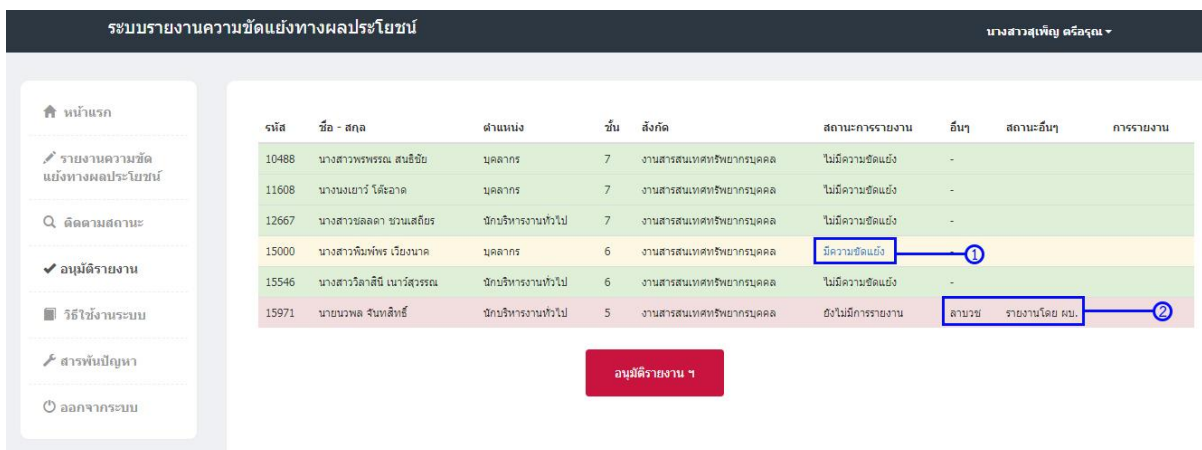 ระบบรายงานความขัดแย้งทางผลประโยชน์
นางสาวสุเพ็ญ ตรีอรุณ
หน้าแรก
รายงานความขัด
แย้งทางผลประโยชน์
ติดตามสถานะ
อนุมัติรายงาน
วิธีใช้งานระบบ
สารพันปัญหา
ออกจากระบบ
รหัส ชื่อ - สกุล ตำแหน่ง ชั้น สังกัด สถานะการรายงาน อื่นๆ สถานะอื่นๆ การรายงาน
10488 นางสาวพรพรรณ สนธิชัย บุคลากร 7 งานสารสนเทศทรัพยากรบุคคล ไม่มีความขัดแย้ง -
11608 นางนงเยาว์ โต๊ะอาด บุคลากร 7 งานสารสนเทศทรัพยากรบุคคล ไม่มีความขัดแย้ง -
12667 นางสาวชลลดา ชวนเสถียร นักบริหารงานทั่วไป 7 งานสารสนเทศทรัพยากรบุคคล ไม่มีความขัดแย้ง -
15000 นางสาวพิมพ์พร เวียงนาค บุคลากร 6 งานสารสนเทศทรัพยากรบุคคล มีความขัดแย้ง - 1
15546 นางสาววิลาสินี เนาว์สุวรรณ นักบริหารงานทั่วไป 6 งานสารสนเทศทรัพยากรบุคคล ไม่มีความขัดแย้ง -
15971 นายนวพล จันทสิทธิ์ นักบริหารงานทั่วไป 5 งานสารสนเทศทรัพยากรบุคคล ยังไม่มีการรายงาน ลาบวช รายงานโดย ผบ. 2
อนุมัติรายงาน ฯ